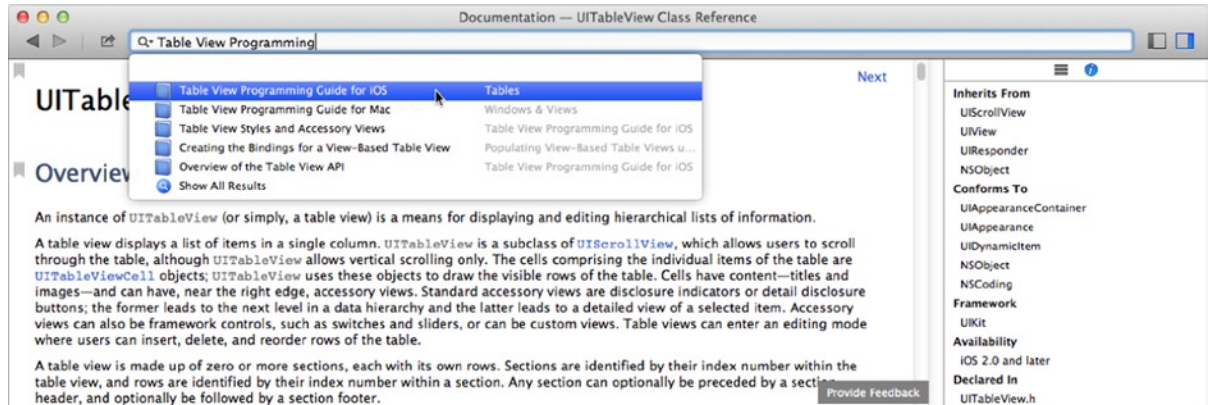 Documentation — UITableView Class Reference
Table View Programming
Next
UITable
Table View Programming Guide for iOS Tables
Table View Programming Guide for Mac Windows & Views
Table View Styles and Accessory Views Table View Programming Guide for iOS
Creating the Bindings for a View-Based Table View Populating View-Based Table Views u...
Overview of the Table View API Table View Programming Guide for iOS
Show All Results
Overview
An instance of UITableView (or simply, a table view) is a means for displaying and editing hierarchical lists of information.
A table view displays a list of items in a single column. UITableView is a subclass of UIScrollView, which allows users to scroll
through the table, although UITableView allows vertical scrolling only. The cells comprising the individual items of the table are
UITableViewCell objects; UITableView uses these objects to draw the visible rows of the table. Cells have content—titles and
images—and can have, near the right edge, accessory views. Standard accessory views are disclosure indicators or detail disclosure
buttons; the former leads to the next level in a data hierarchy and the latter leads to a detailed view of a selected item. Accessory
views can also be framework controls, such as switches and sliders, or can be custom views. Table views can enter an editing mode
where users can insert, delete, and reorder rows of the table.
A table view is made up of zero or more sections, each with its own rows. Sections are identified by their index number within the
table view, and rows are identified by their index number within a section. Any section can optionally be preceded by a section
header, and optionally be followed by a section footer.
Provide Feedback
Inherits From
UIScrollView
UIView
UIResponder
NSObject
Conforms To
UIAppearanceContainer
UIAppearance
UIDynamicItem
NSObject
NSCoding
Framework
UIKit
Availability
iOS 2.0 and later
Declared In
UITableView.h